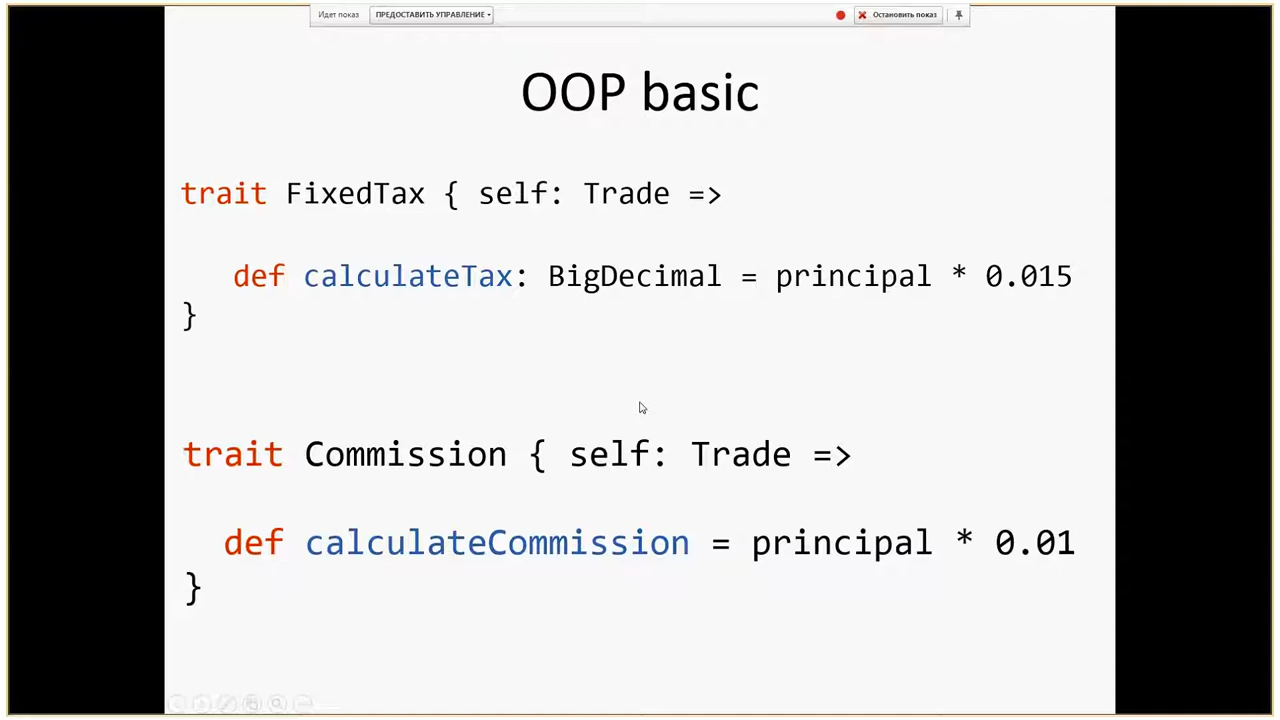 Идет показ ПРЕДОСТАВИТЬ УПРАВЛЕНИЕ Остановить показ
OOP basic
trait FixedTax { self: Trade =>
def calculateTax: BigDecimal = principal * 0.015
}
trait Commission { self: Trade =>
def calculateCommission = principal * 0.01
}